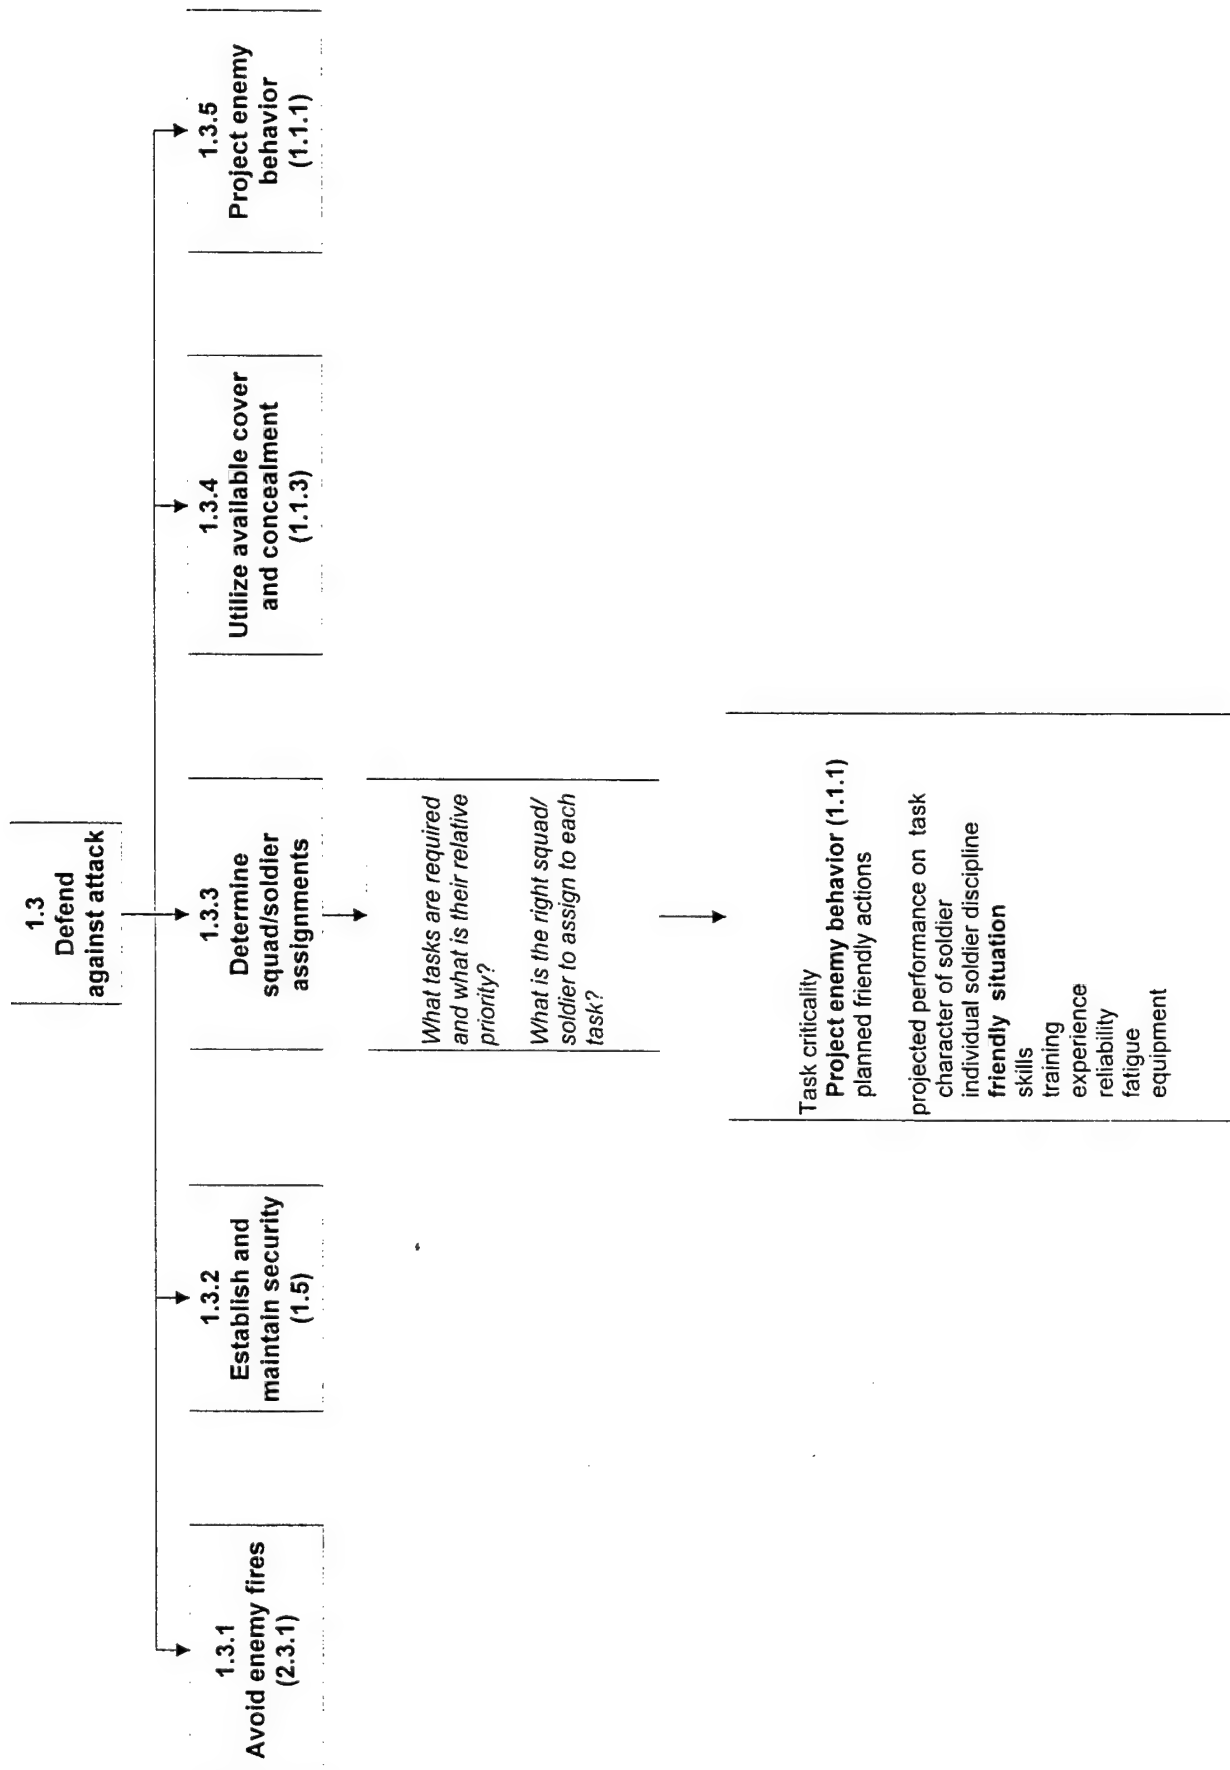 1.3
Defend
against attack
1.3.1
Avoid enemy fires
(2.3.1)
1.3.2
Establish and
maintain security
(1.5)
1.3.3
Determine
squad/soldier
assignments
1.3.4
Utilize available cover
and concealment
(1.1.3)
1.3.5
Project enemy
behavior
(1.1.1)
What tasks are required
and what is their relative
priority?
What is the right squad/
soldier to assign to each
task?
Task criticality
Project enemy behavior (1.1.1)
planned friendly actions
projected performance on task
character of soldier
individual soldier discipline
friendly situation
skills
training
experience
reliability
fatigue
equipment